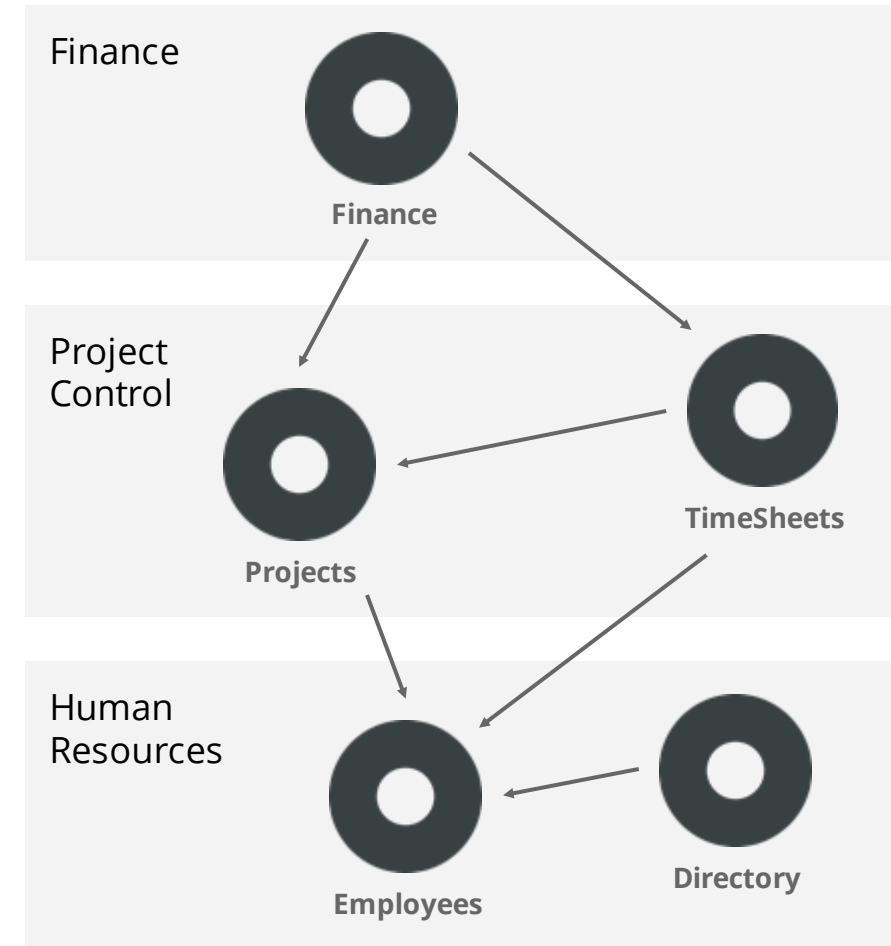 Finance
Finance
Project
Control
TimeSheets
Projects
Human
Resources
Directory
Employees